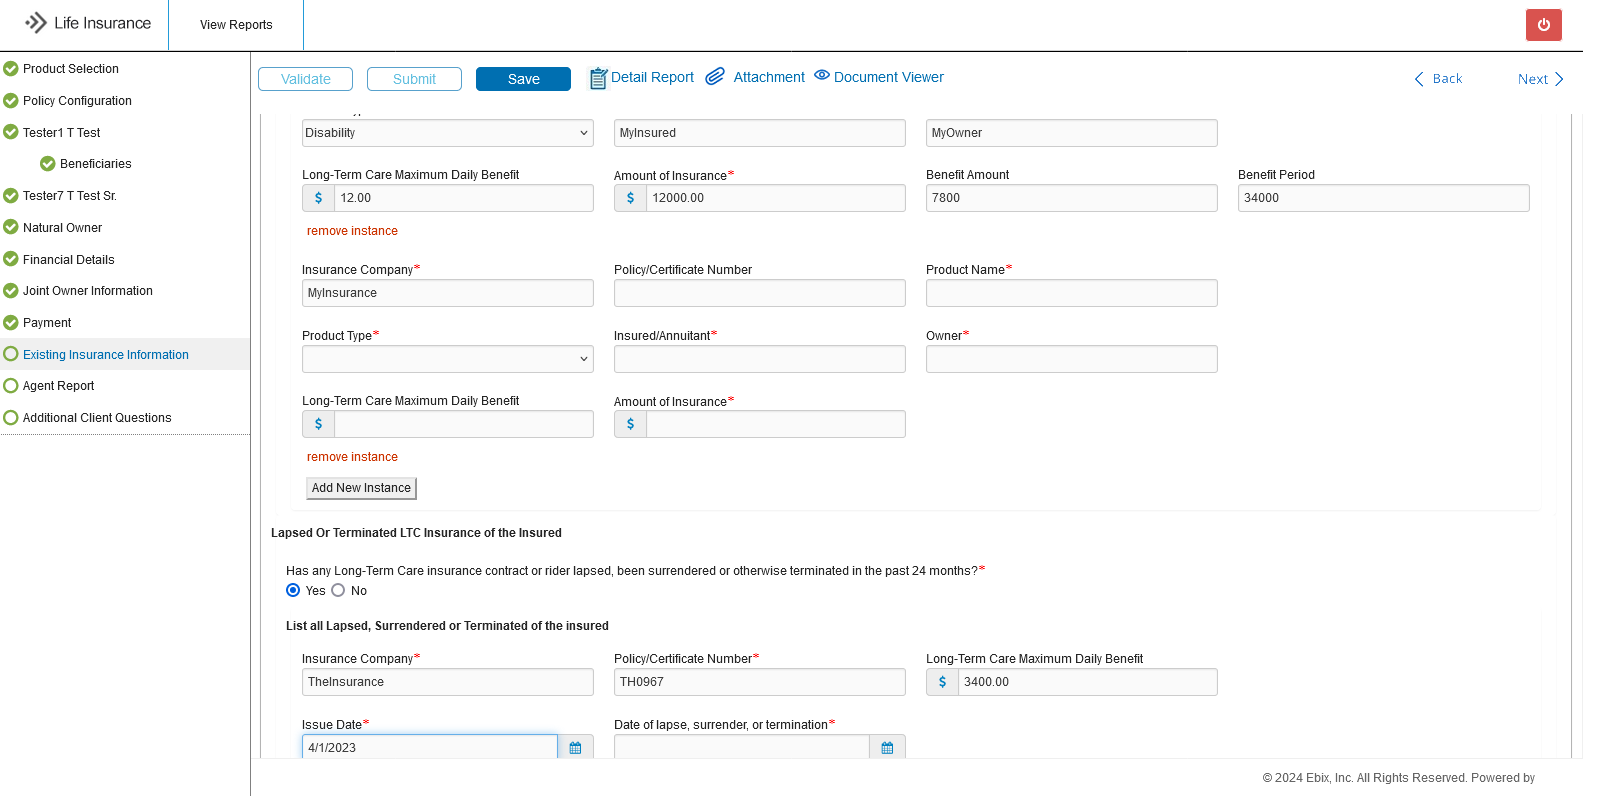 Life Insurance
View Reports
Product Selection
Policy Configuration
Tester1 T Test
Beneficiaries
Tester7 T Test Sr.
Natural Owner
Financial Details
Joint Owner Information
Payment
Existing Insurance Information
Agent Report
Additional Client Questions
Validate Submit Save Detail Report Attachment Document Viewer Back Next
Disability MyInsured MyOwner
Long-Term Care Maximum Daily Benefit Amount of Insurance* Benefit Amount Benefit Period
$ 12.00 $ 12000.00 7800 34000
remove instance
Insurance Company* Policy/Certificate Number Product Name*
MyInsurance
Product Type* Insured/Annuitant* Owner*
Long-Term Care Maximum Daily Benefit Amount of Insurance*
$ $
remove instance
Add New Instance
Lapsed Or Terminated LTC Insurance of the Insured
Has any Long-Term Care insurance contract or rider lapsed, been surrendered or otherwise terminated in the past 24 months?*
Yes No
List all Lapsed, Surrendered or Terminated of the insured
Insurance Company* Policy/Certificate Number* Long-Term Care Maximum Daily Benefit
TheInsurance TH0967 $ 3400.00
Issue Date* Date of lapse, surrender, or termination*
4/1/2023
© 2024 Ebix, Inc. All Rights Reserved. Powered by